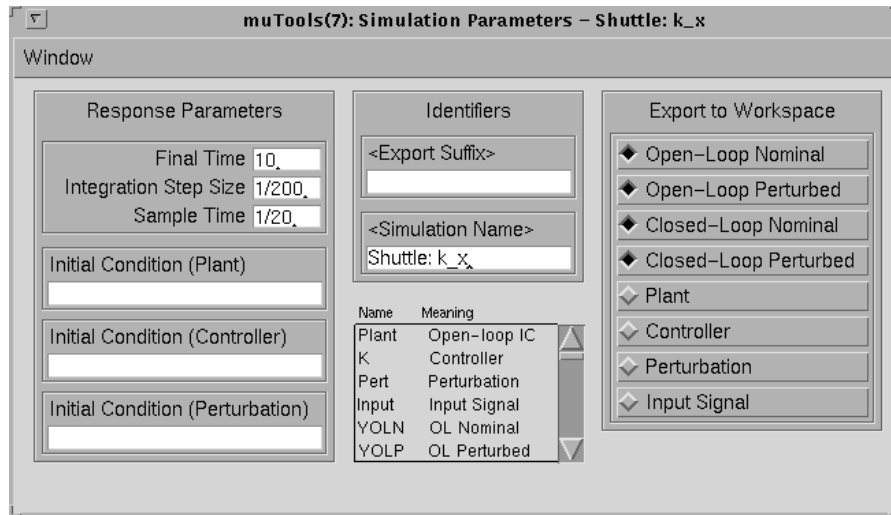 muTools(7): Simulation Parameters – Shuttle: k_x
Window
Response Parameters
Final Time 10
Integration Step Size 1/200
Sample Time 1/20
Initial Condition (Plant)
Initial Condition (Controller)
Initial Condition (Perturbation)
Identifiers
<Export Suffix>
<Simulation Name>
Shuttle: k_x
Name Meaning
Plant Open–loop IC
K Controller
Pert Perturbation
Input Input Signal
YOLN OL Nominal
YOLP OL Perturbed
Export to Workspace
Open–Loop Nominal
Open–Loop Perturbed
Closed–Loop Nominal
Closed–Loop Perturbed
Plant
Controller
Perturbation
Input Signal